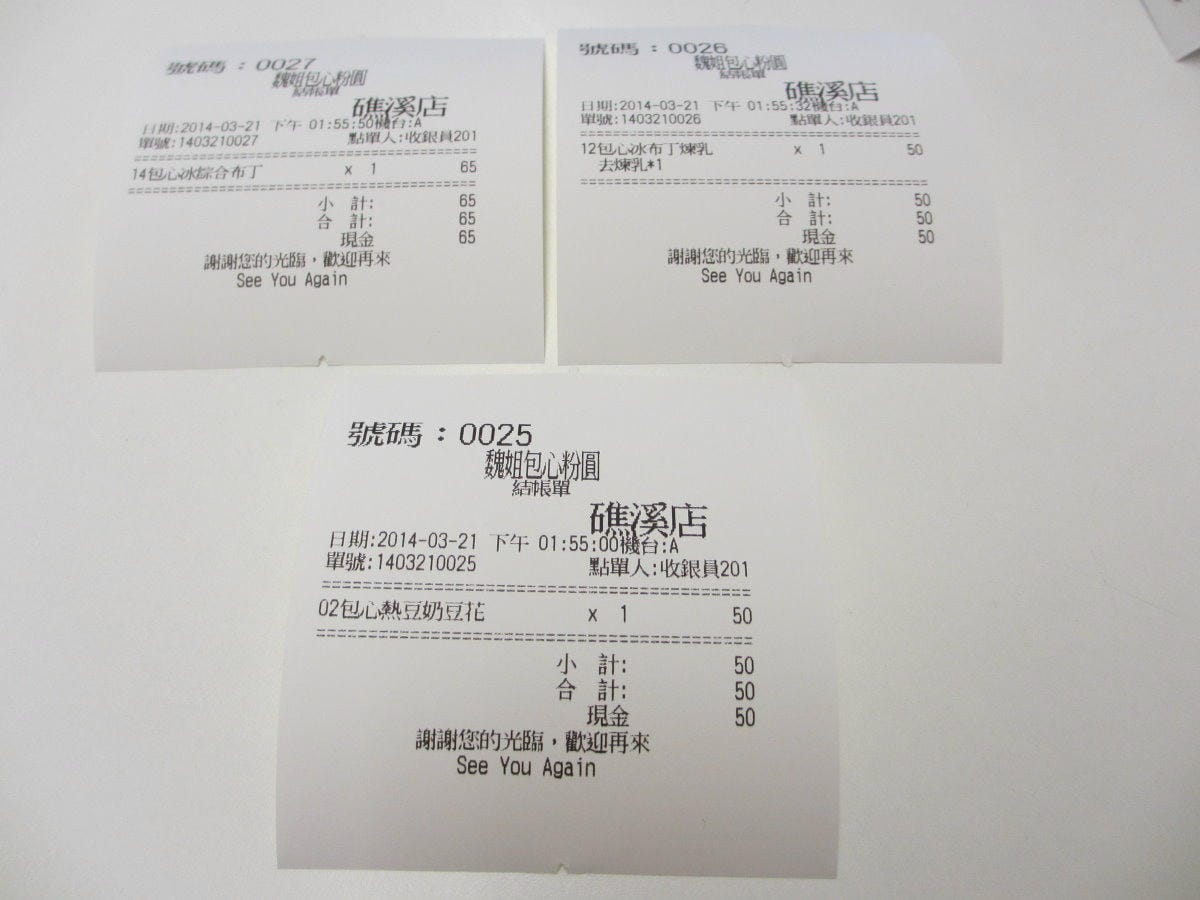 號碼：0027
魏姐包心粉圓
結帳單
礁溪店
日期:2014-03-21 下午 01:55:50機台:A
單號:1403210027 點單人:收銀員201
14包心冰綜合布丁 x 1 65
小 計: 65
合 計: 65
現金 65
謝謝您的光臨，歡迎再來
See You Again
號碼：0026
魏姐包心粉圓
結帳單
礁溪店
日期:2014-03-21 下午 01:55:32機台:A
單號:1403210026 點單人:收銀員201
12包心冰布丁煉乳 x 1 50
去煉乳*1
小 計: 50
合 計: 50
現金 50
謝謝您的光臨，歡迎再來
See You Again
號碼：0025
魏姐包心粉圓
結帳單
礁溪店
日期:2014-03-21 下午 01:55:00機台:A
單號:1403210025 點單人:收銀員201
02包心熱豆奶豆花 x 1 50
小 計: 50
合 計: 50
現金 50
謝謝您的光臨，歡迎再來
See You Again